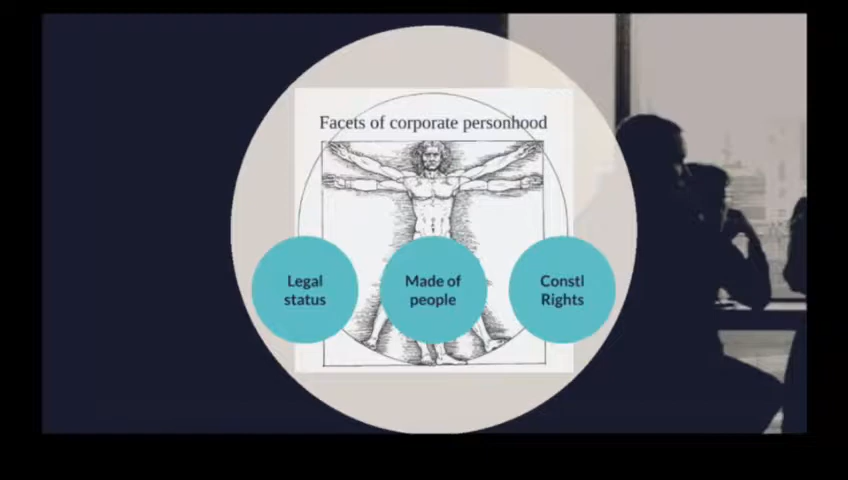 Facets of corporate personhood
Legal
status
Made of
people
Constl
Rights